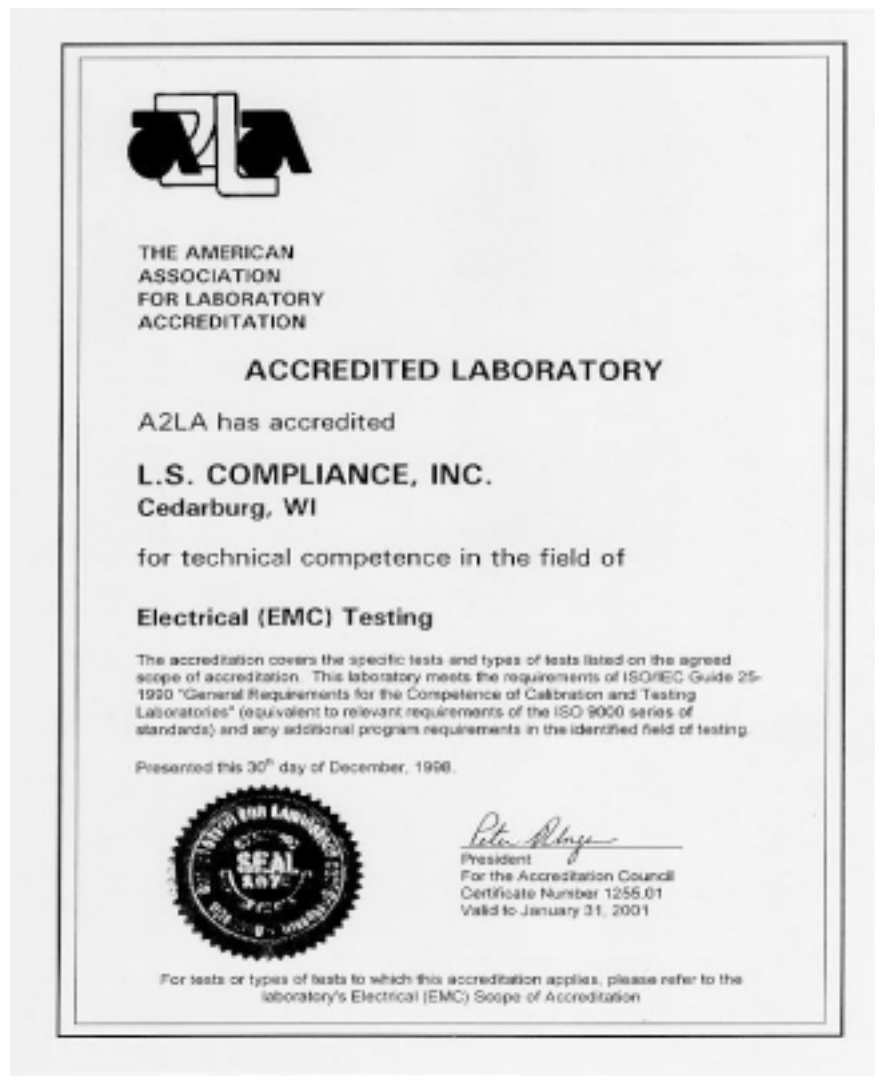 A2LA
THE AMERICAN
ASSOCIATION
FOR LABORATORY
ACCREDITATION
ACCREDITED LABORATORY
A2LA has accredited
L.S. COMPLIANCE, INC.
Cedarburg, WI
for technical competence in the field of
Electrical (EMC) Testing
The accreditation covers the specific tests and types of tests listed on the agreed
scope of accreditation. This laboratory meets the requirements of ISO/IEC Guide 25-
1990 "General Requirements for the Competence of Calibration and Testing
Laboratories" (equivalent to relevant requirements of the ISO 9000 series of
standards) and any additional program requirements in the identified field of testing.
Presented this 30th day of December, 1998.
FOR LABORATORY
SEAL
Peter
President
For the Accreditation Council
Certificate Number 1255.01
Valid to January 31, 2001
For tests or types of tests to which this accreditation applies, please refer to the
laboratory's Electrical (EMC) Scope of Accreditation